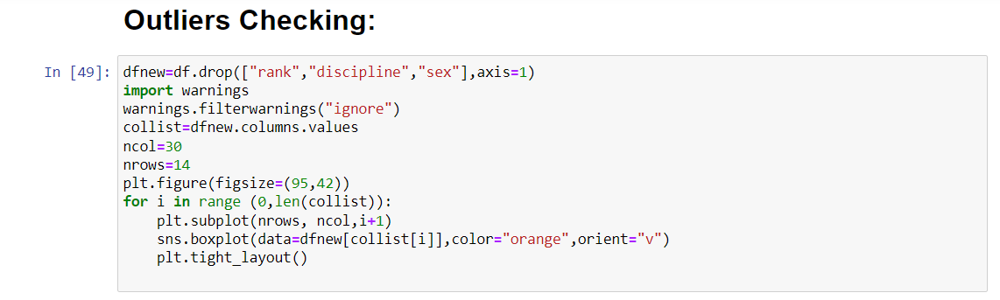 Outliers Checking:
In [49]: dfnew=df.drop(["rank","discipline","sex"],axis=1)
import warnings
warnings.filterwarnings("ignore")
collist=dfnew.columns.values
ncol=30
nrows=14
plt.figure(figsize=(95,42))
for i in range (0,len(collist)):
    plt.subplot(nrows, ncol,i+1)
    sns.boxplot(data=dfnew[collist[i]],color="orange",orient="v")
    plt.tight_layout()